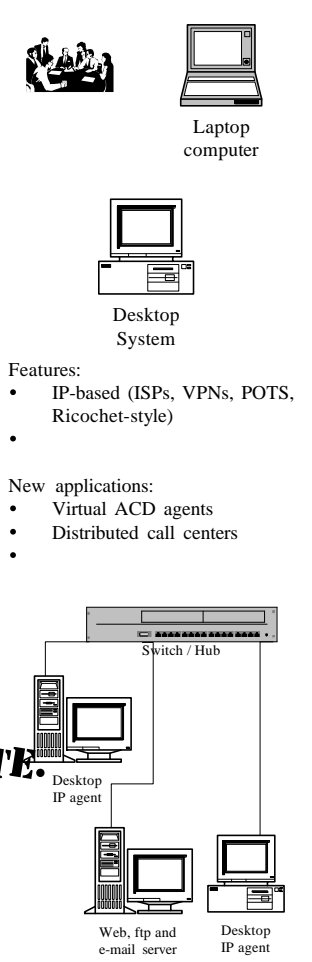 Laptop
computer
Desktop
System
Features:
• IP-based (ISPs, VPNs, POTS,
Ricochet-style)
•
New applications:
• Virtual ACD agents
• Distributed call centers
•
Switch / Hub
TE.
Desktop
IP agent
Web, ftp and
e-mail server
Desktop
IP agent